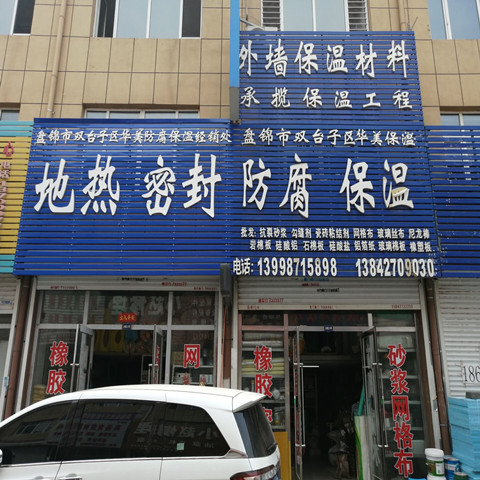 外墙保温材料
承揽保温工程
盘锦市双台子区华美防腐保温经销处
盘锦市双台子区华美保温
地热 密封 防腐 保温
批发:抗裂砂浆 勾缝剂 瓷砖粘结剂 网格布 玻璃丝布 尼龙棒
岩棉板 硅酸铝 石棉板 硅酸盐 铝箔纸 玻璃棉板 橡塑板
电话:13998715898 13842709030
橡胶
网
橡胶
砂浆网格布